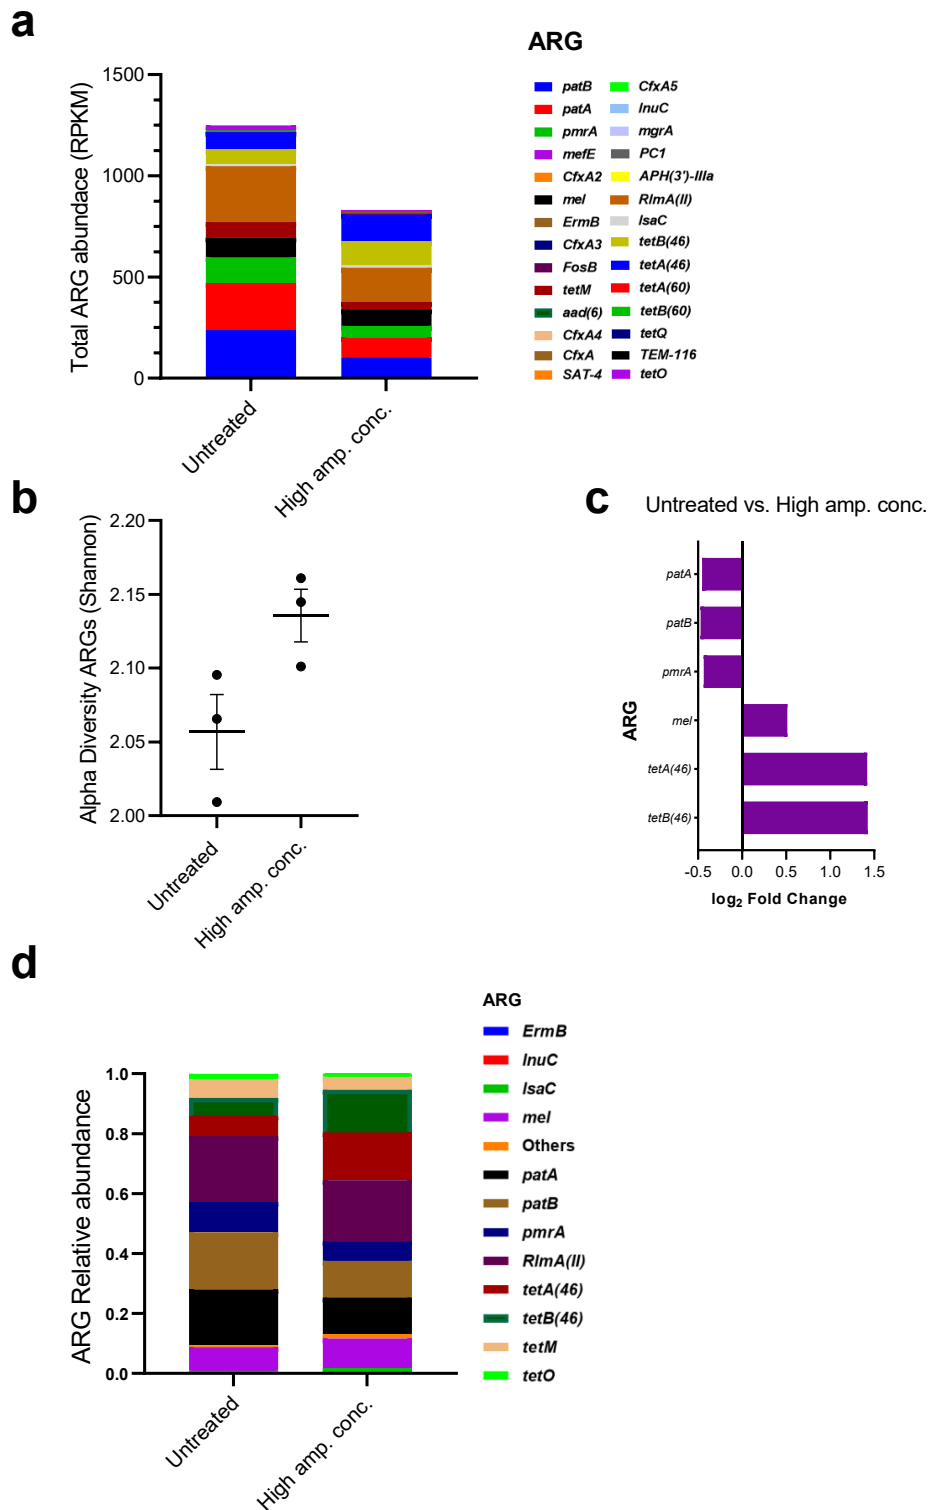 a
ARG
Total ARG abundace (RPKM)
1500
1000
500
0
Untreated
High amp. conc.
patB
patA
pmrA
mefE
CfxA2
mel
ErmB
CfxA3
FosB
tetM
aad(6)
CfxA4
CfxA
SAT-4
CfxA5
lnuC
mgrA
PC1
APH(3')-IIIa
RlmA(II)
lsaC
tetB(46)
tetA(46)
tetA(60)
tetB(60)
tetQ
TEM-116
tetO
b
Alpha Diversity ARGs (Shannon)
2.20
2.15
2.10
2.05
2.00
Untreated
High amp. conc.
c
Untreated vs. High amp. conc.
ARG
patA
patB
pmrA
mel
tetA(46)
tetB(46)
-0.5 0.0 0.5 1.0 1.5
log2 Fold Change
d
ARG Relative abundance
1.0
0.8
0.6
0.4
0.2
0.0
Untreated
High amp. conc.
ARG
ErmB
lnuC
lsaC
mel
Others
patA
patB
pmrA
RlmA(II)
tetA(46)
tetB(46)
tetM
tetO